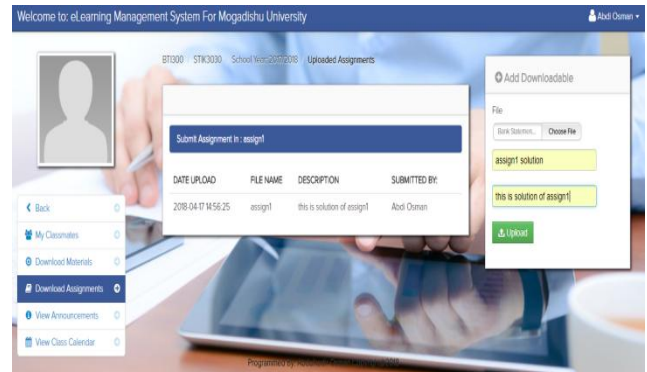 Welcome to: eLearning Management System For Mogadishu University
Abdi Osman
BTI300 STIK3030 School Year: 2017/2018 Uploaded Assignments
Add Downloadable
File
Bank Statemen... Choose File
assign1 solution
this is solution of assign1
Upload
Submit Assignment in : assign1
DATE UPLOAD FILE NAME DESCRIPTION SUBMITTED BY:
2018-04-17 14:56:25 assign1 this is solution of assign1 Abdi Osman
Back
My Classmates
Download Materials
Download Assignments
View Announcements
View Class Calendar
Programmed By: